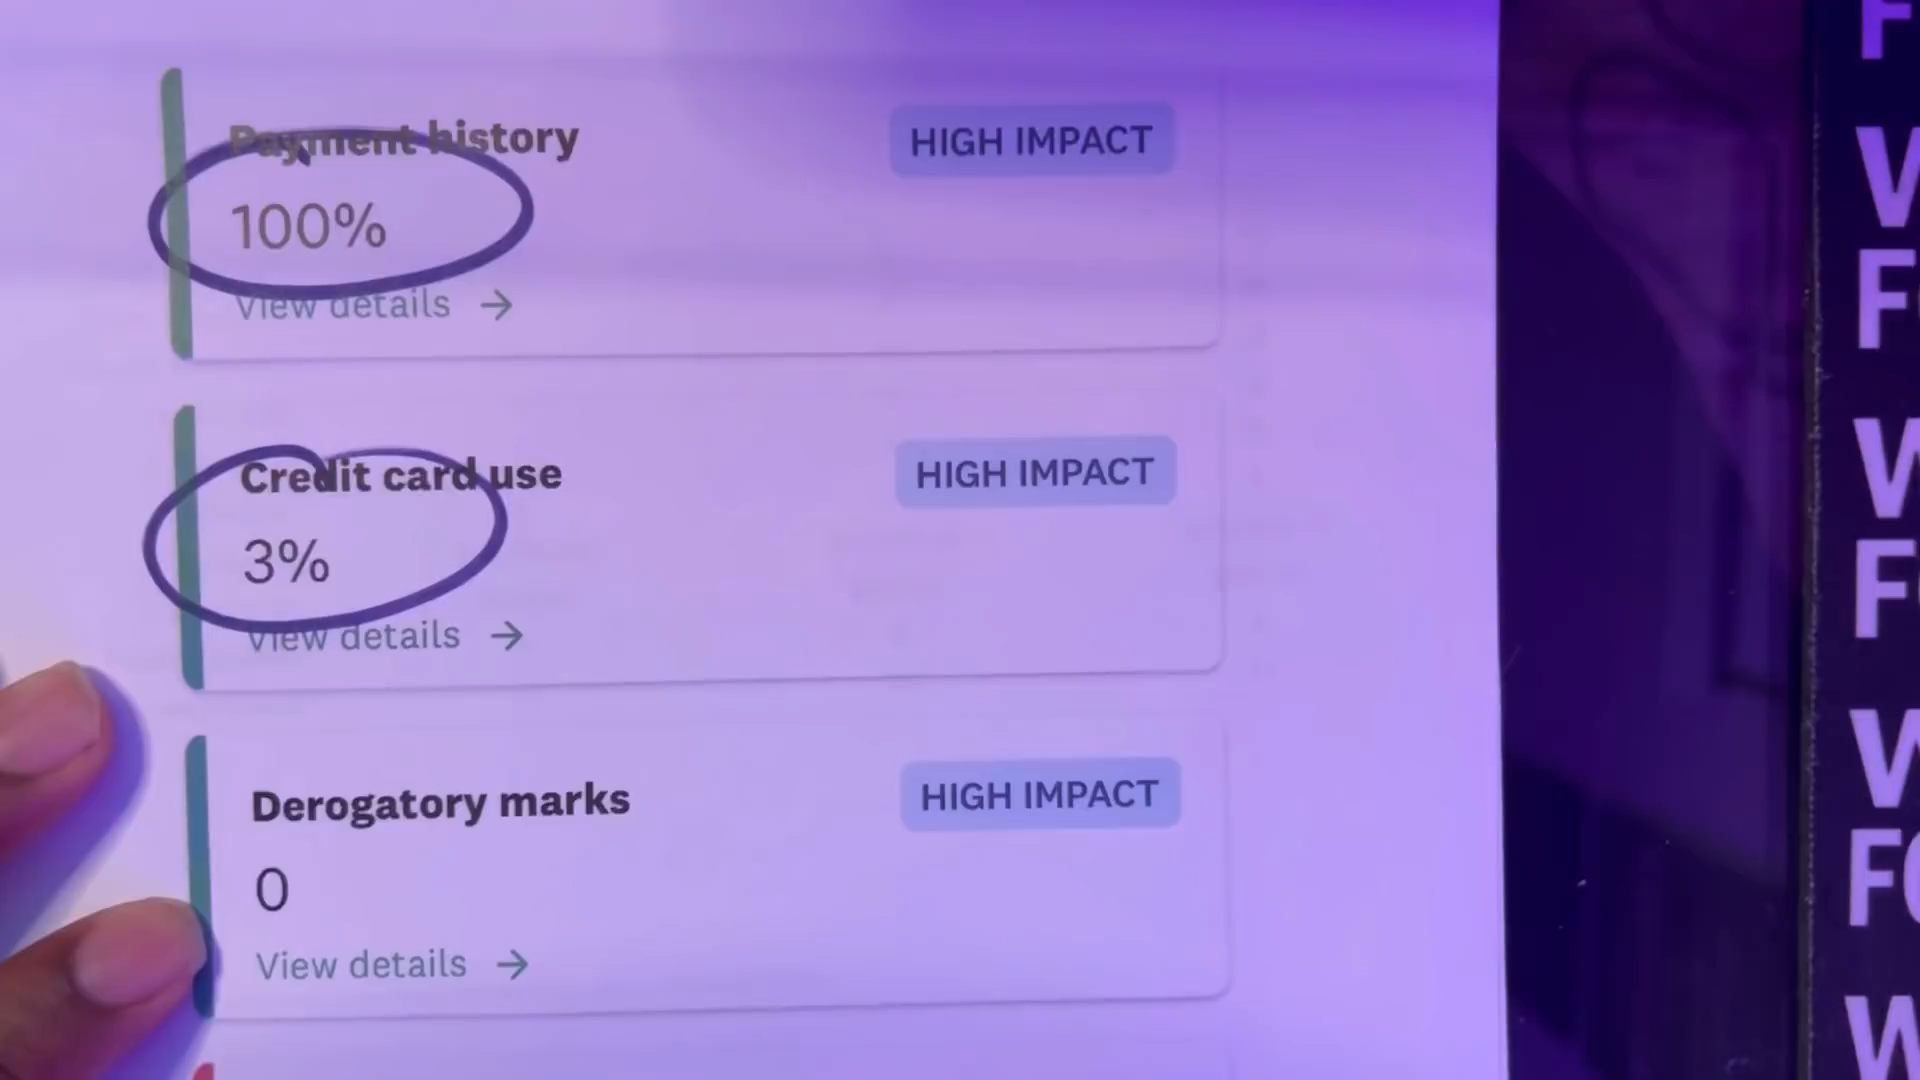 Payment history
HIGH IMPACT
100%
View details →
Credit card use
HIGH IMPACT
3%
View details →
Derogatory marks
HIGH IMPACT
0
View details →